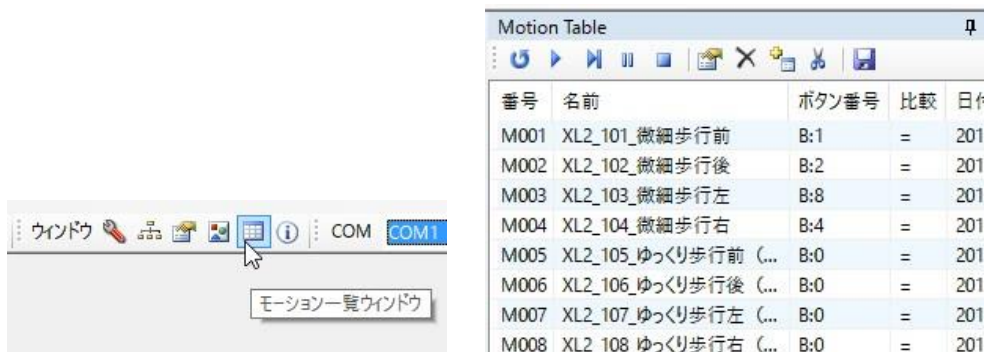 ウィンドウ COM COM1
モーション一覧ウィンドウ
Motion Table
番号 名前 ボタン番号 比較 日付
M001 XL2_101_微細歩行前 B:1 = 201
M002 XL2_102_微細歩行後 B:2 = 201
M003 XL2_103_微細歩行左 B:8 = 201
M004 XL2_104_微細歩行右 B:4 = 201
M005 XL2_105_ゆっくり歩行前 (... B:0 = 201
M006 XL2_106_ゆっくり歩行後 (... B:0 = 201
M007 XL2_107_ゆっくり歩行左 (... B:0 = 201
M008 XL2_108_ゆっくり歩行右 (... B:0 = 201